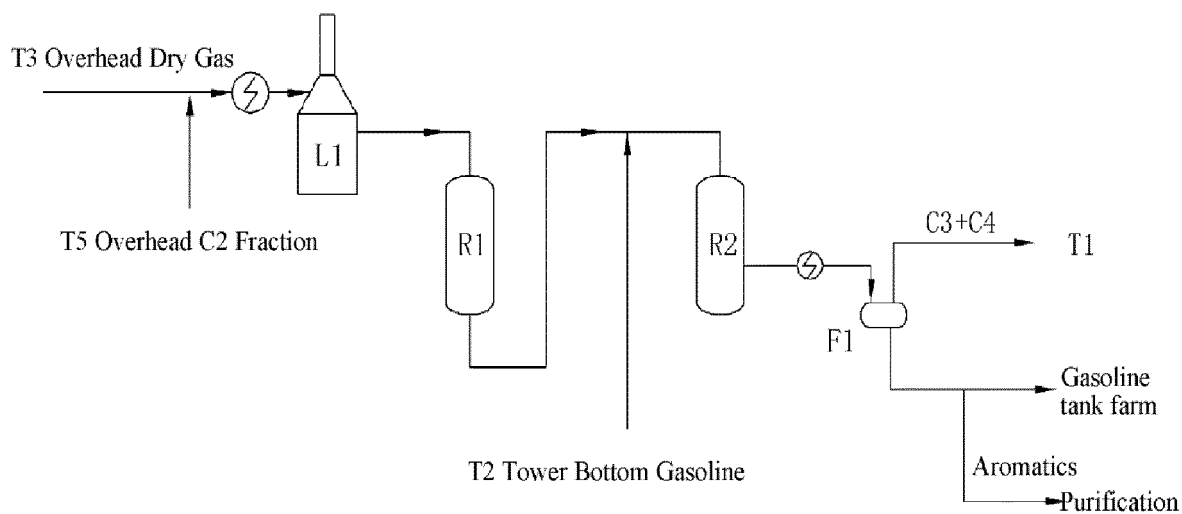 T3 Overhead Dry Gas
L1
T5 Overhead C2 Fraction
R1
R2
C3+C4
T1
F1
Gasoline
tank farm
T2 Tower Bottom Gasoline
Aromatics
Purification